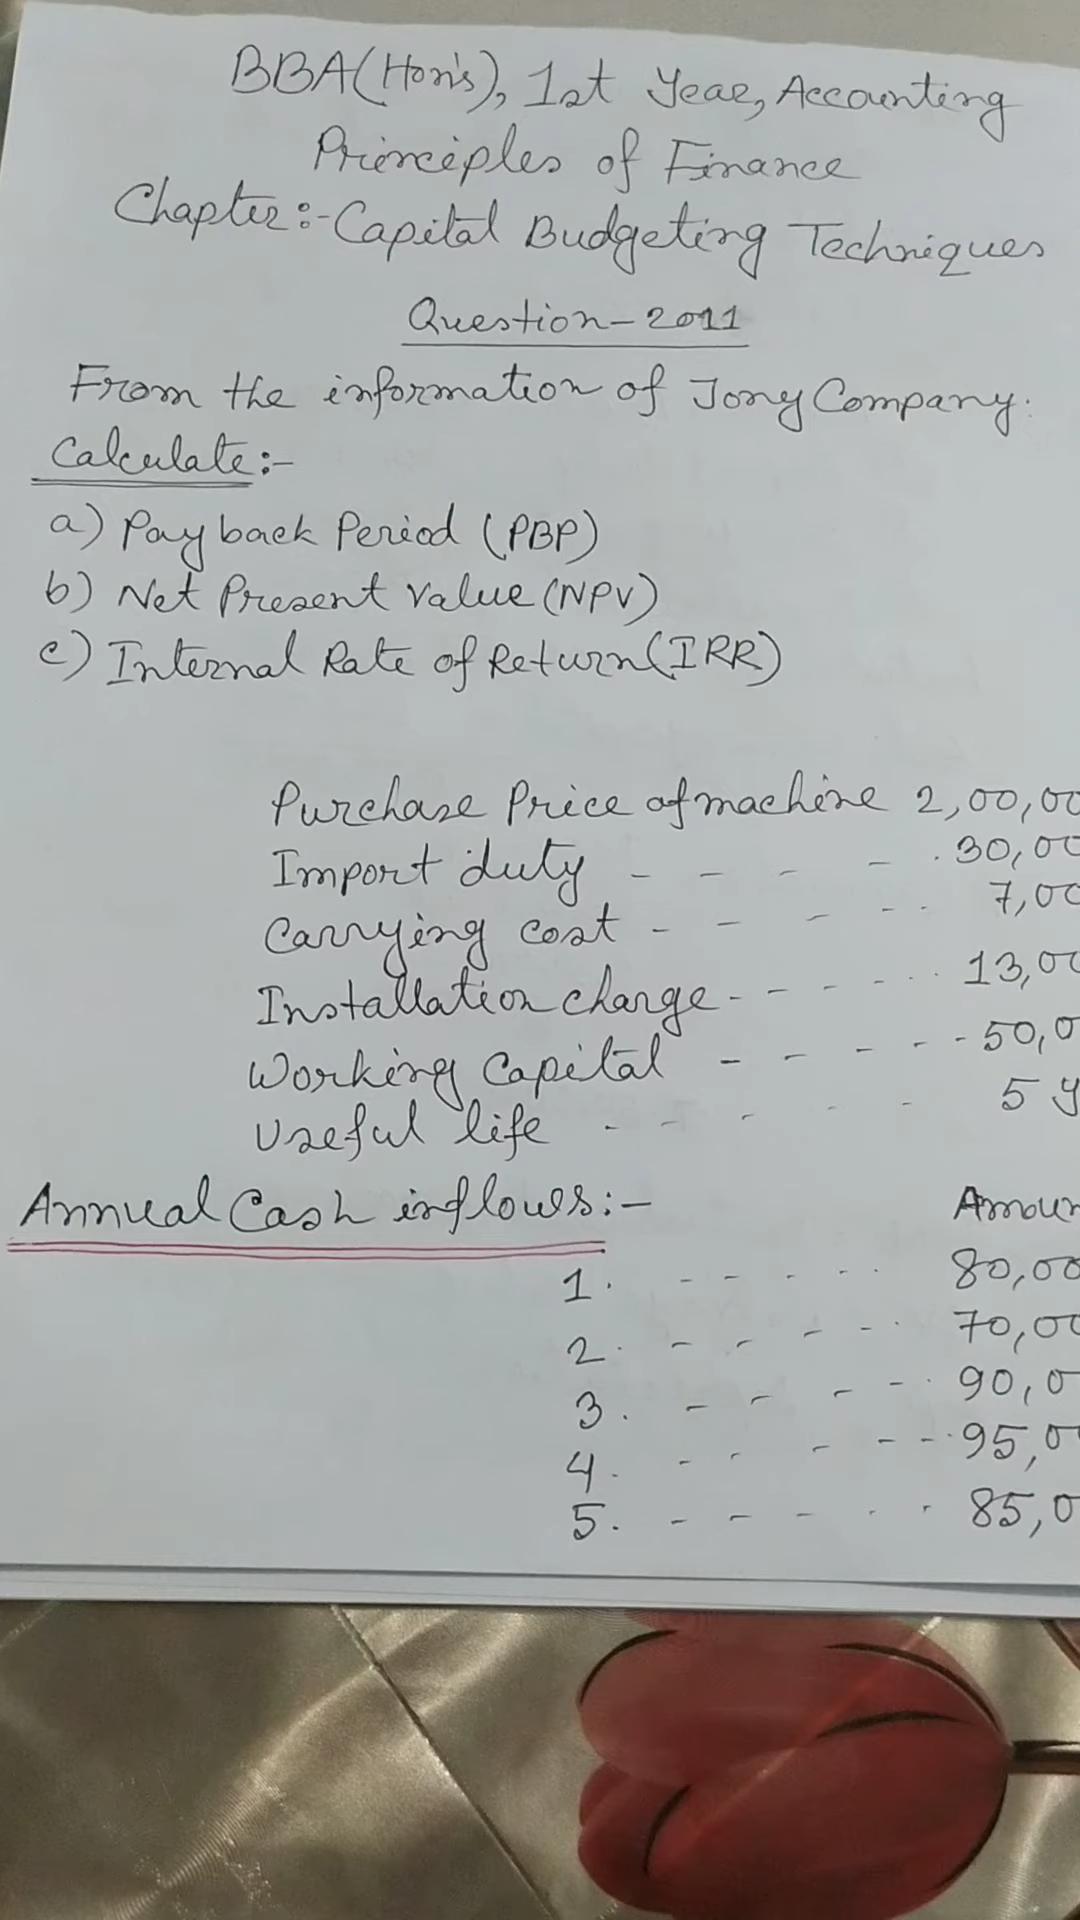 BBA(Hon's), 1st Year, Accounting
Principles of Finance
Chapter:- Capital Budgeting Techniques
Question-2011
From the information of Jony Company.
Calculate:-
a) Pay back Period (PBP)
b) Net Present Value (NPV)
c) Internal Rate of Return (IRR)
Purchase Price of machine 2,00,00
Import duty - - - - . 30,00
Carrying cost - - - - - 7,00
Installation charge - - - - - 13,00
Working Capital - - - - - 50,0
Useful life - - - - - 5 y
Annual Cash inflows:- Amoun
1. - - - - - 80,00
2. - - - - - 70,00
3. - - - - - 90,0
4. - - - - - 95,0
5. - - - - - 85,0